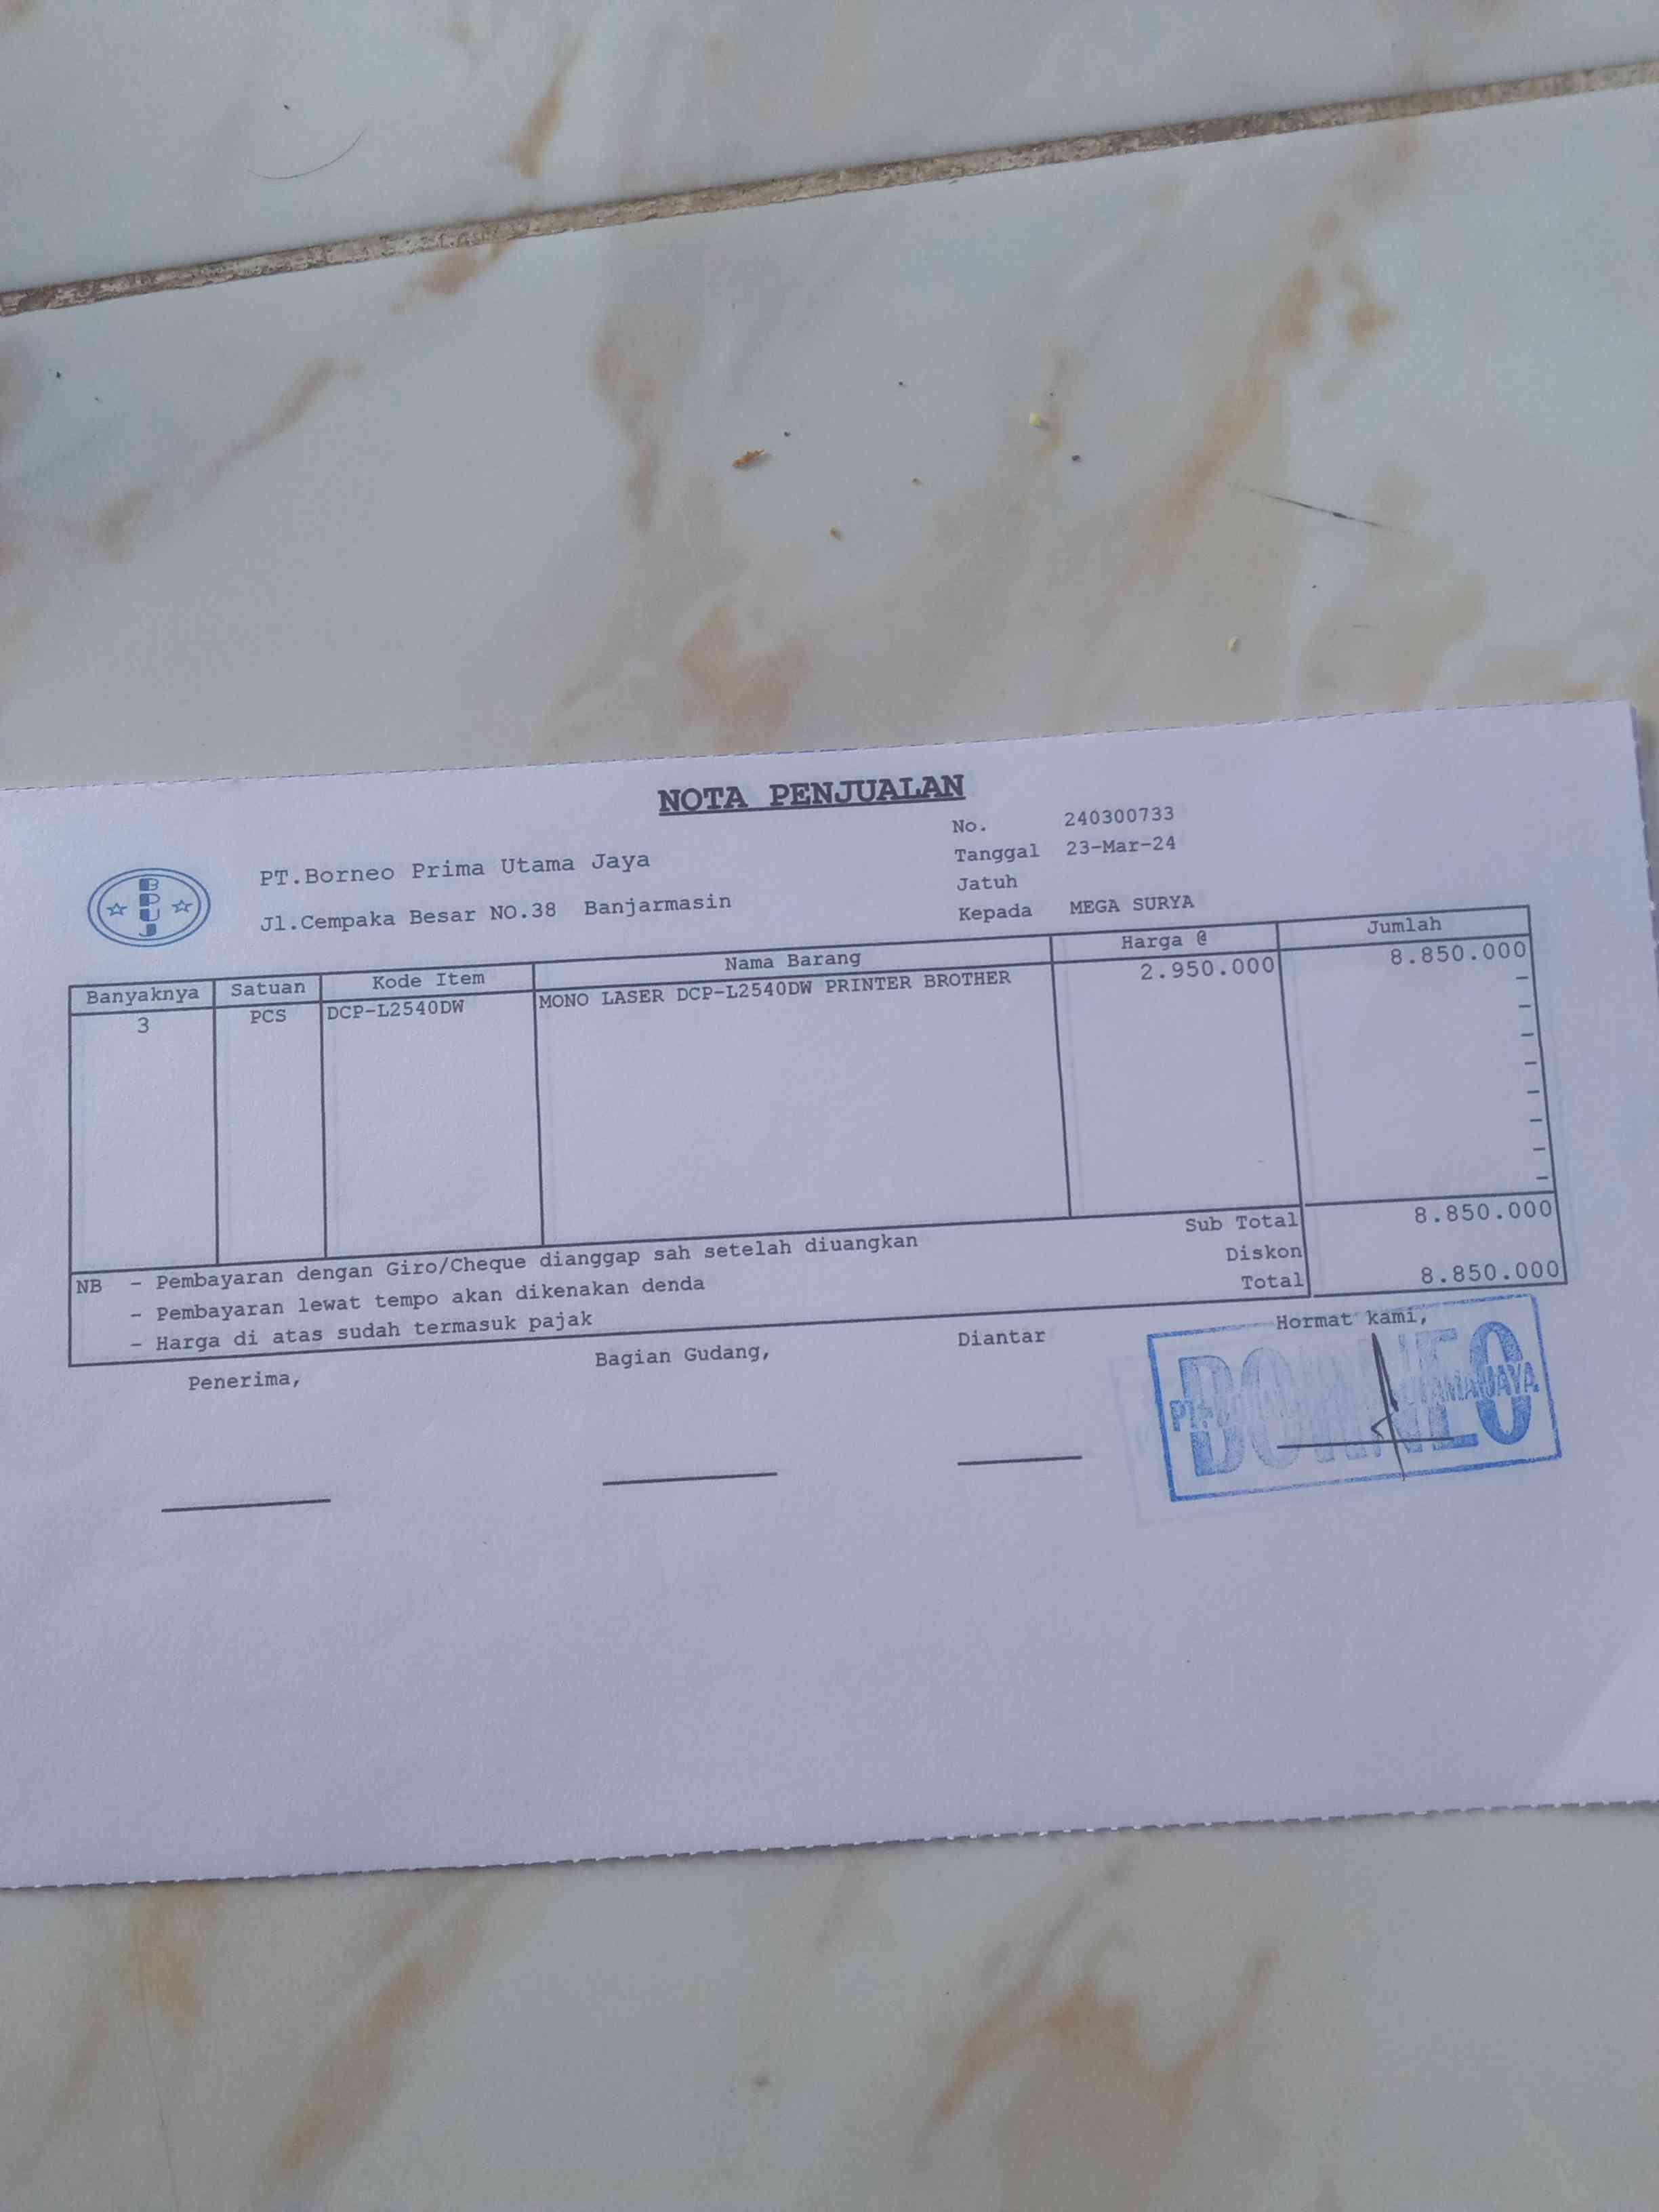 NOTA PENJUALAN
B
P
U
J
PT.Borneo Prima Utama Jaya
Jl.Cempaka Besar NO.38 Banjarmasin
No. 240300733
Tanggal 23-Mar-24
Jatuh
Kepada MEGA SURYA
Banyaknya Satuan Kode Item Nama Barang Harga @ Jumlah
3 PCS DCP-L2540DW MONO LASER DCP-L2540DW PRINTER BROTHER 2.950.000 8.850.000
-
-
-
-
-
-
-
-
Sub Total 8.850.000
Diskon
Total 8.850.000
NB - Pembayaran dengan Giro/Cheque dianggap sah setelah diuangkan
- Pembayaran lewat tempo akan dikenakan denda
- Harga di atas sudah termasuk pajak
Penerima, Bagian Gudang, Diantar Hormat kami,
BORNEO
PT. UTAMA JAYA